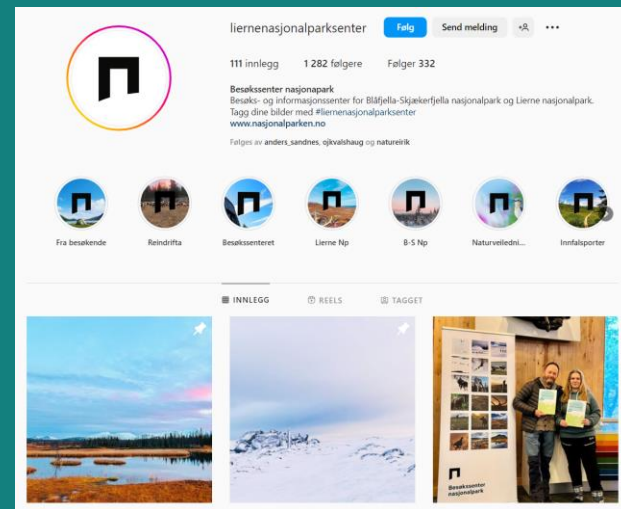 liernenasjonalparksenter Følg Send melding
111 innlegg 1 282 følgere Følger 332
Besøkssenter nasjonapark
Besøks- og informasjonssenter for Blåfjella-Skjækerfjella nasjonalpark og Lierne nasjonalpark.
Tagg dine bilder med #liernenasjonalparksenter
www.nasjonalparken.no
Følges av anders_sandnes, ojkvalshaug og natureirik
Fra besøkende Reindrifta Besøkssenteret Lierne Np B-S Np Naturveiledni... Innfalsporter
INNLEGG REELS TAGGET
Besøkssenter
nasjonalpark